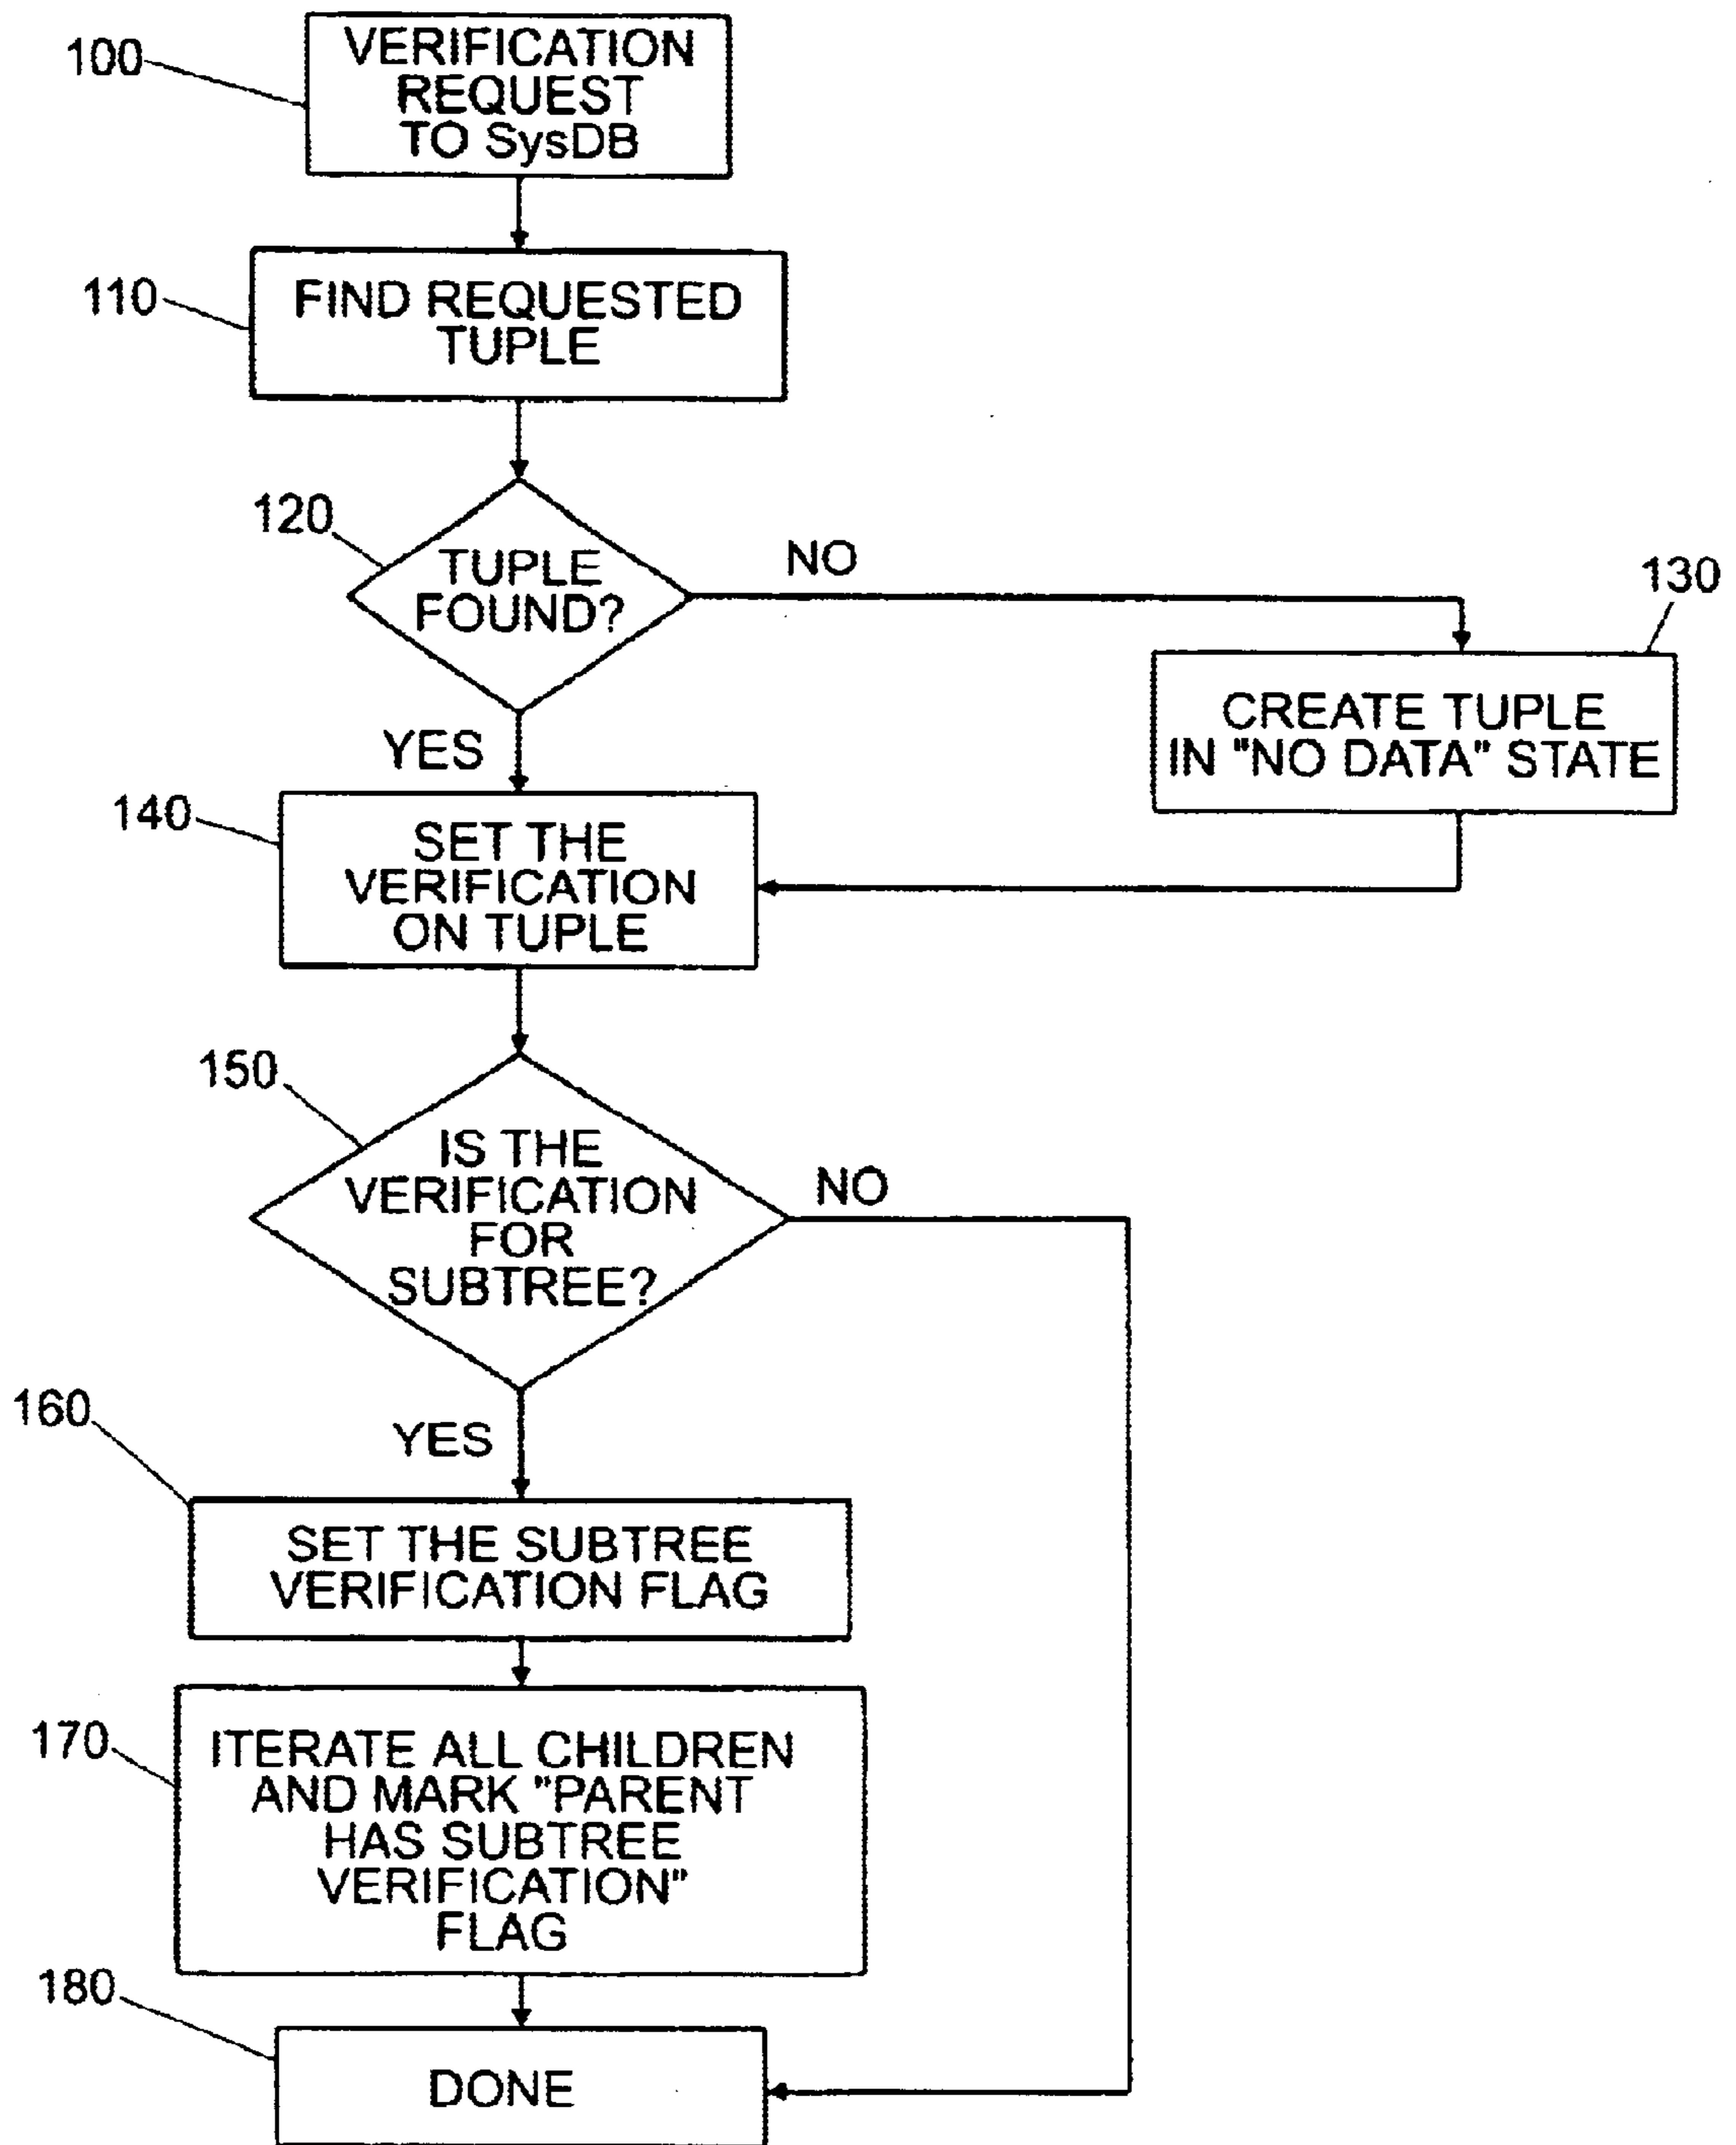 100
VERIFICATION
REQUEST
TO SysDB
110
FIND REQUESTED
TUPLE
120
TUPLE
FOUND?
NO
130
CREATE TUPLE
IN "NO DATA" STATE
YES
140
SET THE
VERIFICATION
ON TUPLE
150
IS THE
VERIFICATION
FOR
SUBTREE?
NO
YES
160
SET THE SUBTREE
VERIFICATION FLAG
170
ITERATE ALL CHILDREN
AND MARK "PARENT
HAS SUBTREE
VERIFICATION"
FLAG
180
DONE